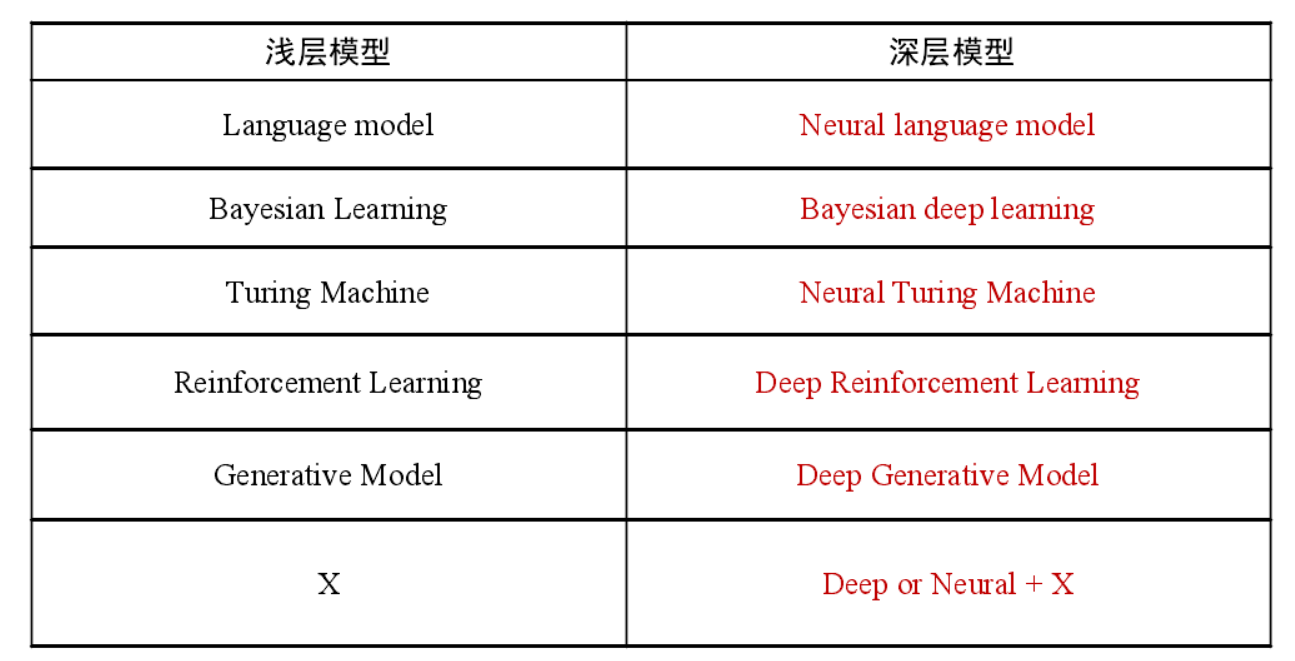 浅层模型
深层模型
Language model
Neural language model
Bayesian Learning
Bayesian deep learning
Turing Machine
Neural Turing Machine
Reinforcement Learning
Deep Reinforcement Learning
Generative Model
Deep Generative Model
X
Deep or Neural + X